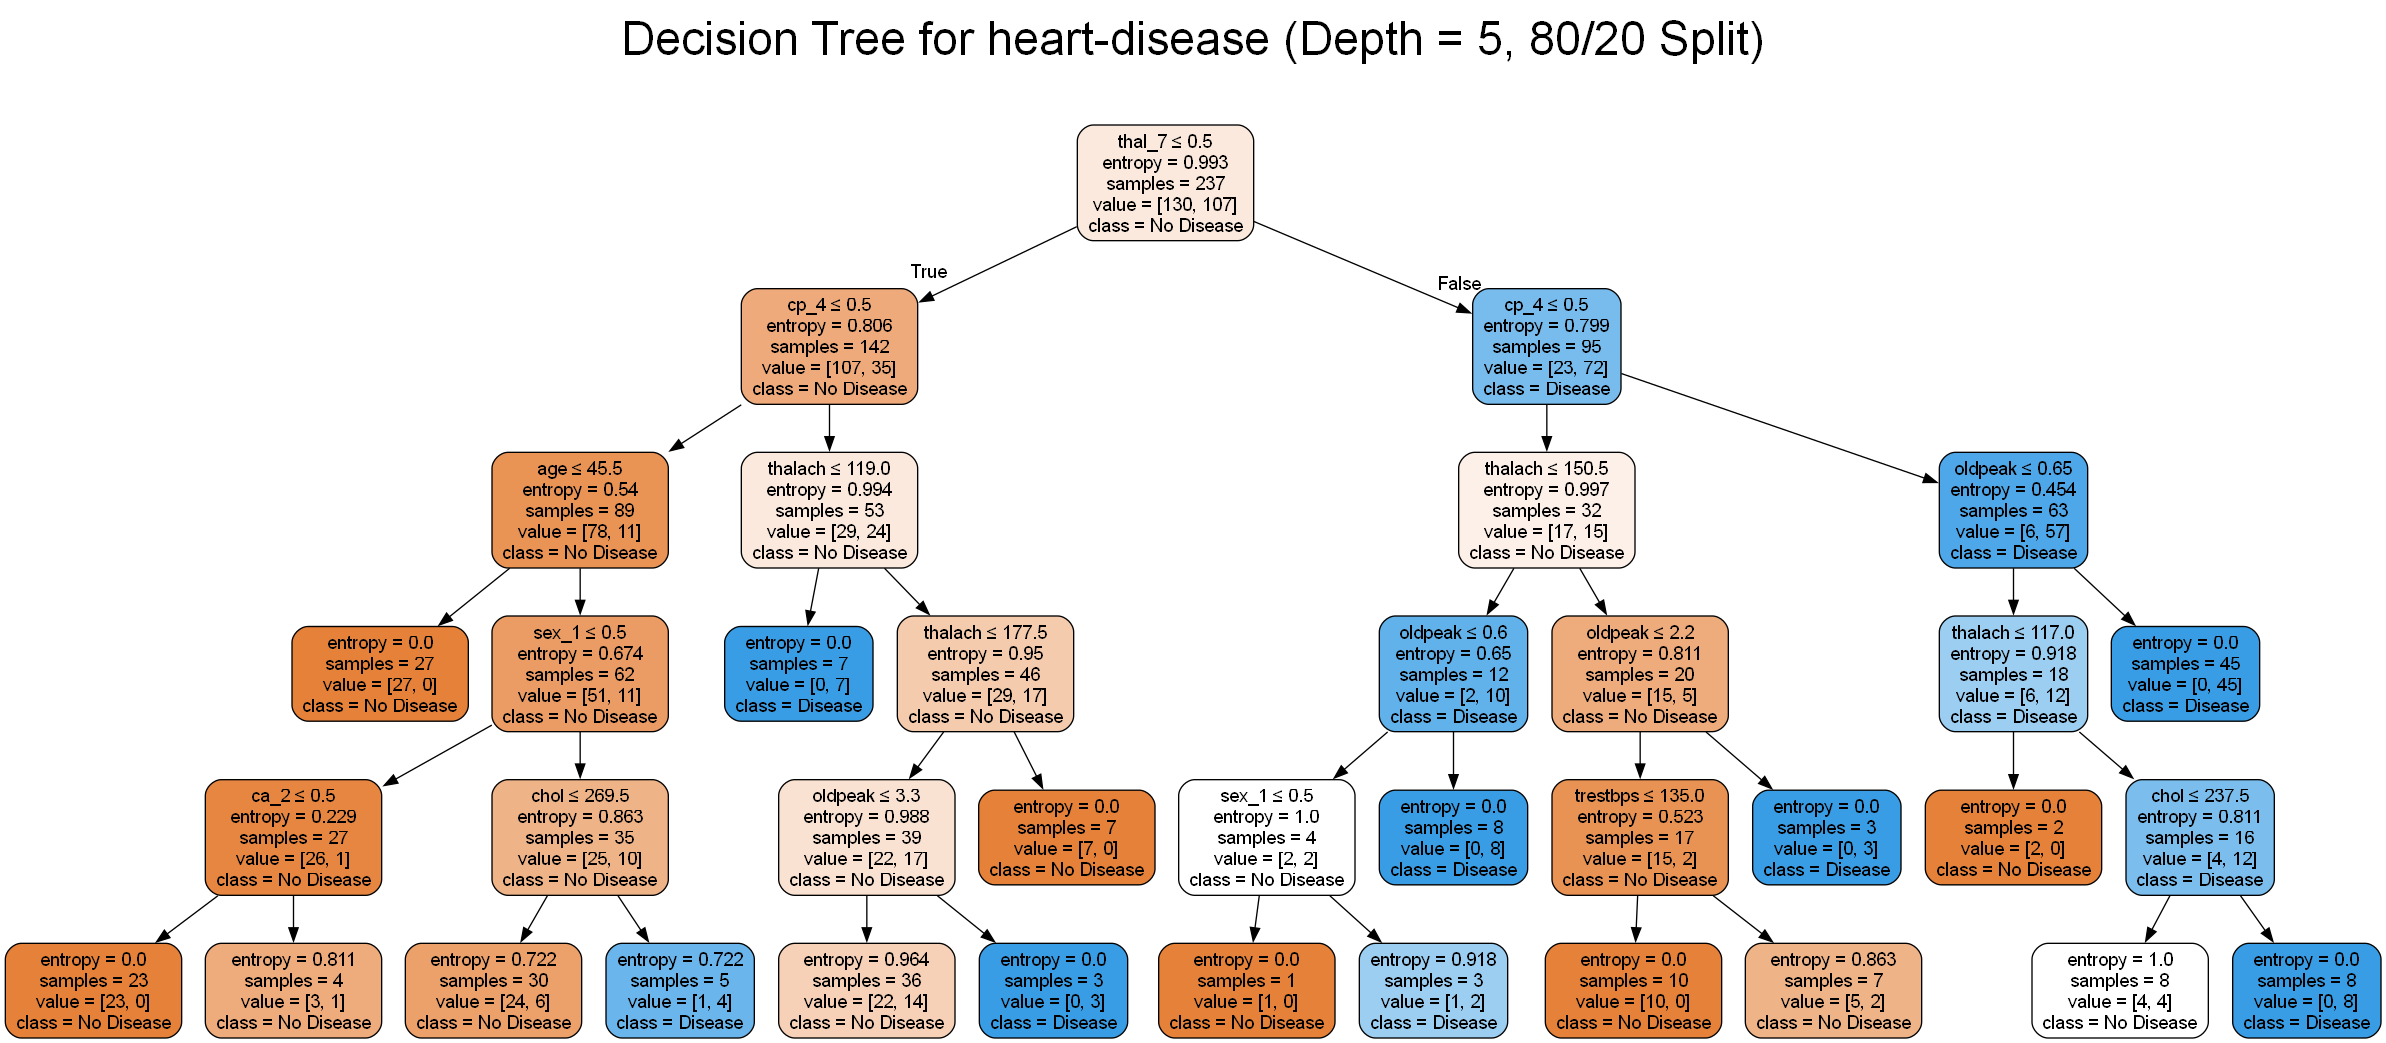 Decision Tree for heart-disease (Depth = 5, 80/20 Split)
thal_7 ≤ 0.5
entropy = 0.993
samples = 237
value = [130, 107]
class = No Disease
True
False
cp_4 ≤ 0.5
entropy = 0.806
samples = 142
value = [107, 35]
class = No Disease
cp_4 ≤ 0.5
entropy = 0.799
samples = 95
value = [23, 72]
class = Disease
age ≤ 45.5
entropy = 0.54
samples = 89
value = [78, 11]
class = No Disease
thalach ≤ 119.0
entropy = 0.994
samples = 53
value = [29, 24]
class = No Disease
thalach ≤ 150.5
entropy = 0.997
samples = 32
value = [17, 15]
class = No Disease
oldpeak ≤ 0.65
entropy = 0.454
samples = 63
value = [6, 57]
class = Disease
entropy = 0.0
samples = 27
value = [27, 0]
class = No Disease
sex_1 ≤ 0.5
entropy = 0.674
samples = 62
value = [51, 11]
class = No Disease
entropy = 0.0
samples = 7
value = [0, 7]
class = Disease
thalach ≤ 177.5
entropy = 0.95
samples = 46
value = [29, 17]
class = No Disease
oldpeak ≤ 0.6
entropy = 0.65
samples = 12
value = [2, 10]
class = Disease
oldpeak ≤ 2.2
entropy = 0.811
samples = 20
value = [15, 5]
class = No Disease
thalach ≤ 117.0
entropy = 0.918
samples = 18
value = [6, 12]
class = Disease
entropy = 0.0
samples = 45
value = [0, 45]
class = Disease
ca_2 ≤ 0.5
entropy = 0.229
samples = 27
value = [26, 1]
class = No Disease
chol ≤ 269.5
entropy = 0.863
samples = 35
value = [25, 10]
class = No Disease
oldpeak ≤ 3.3
entropy = 0.988
samples = 39
value = [22, 17]
class = No Disease
entropy = 0.0
samples = 7
value = [7, 0]
class = No Disease
sex_1 ≤ 0.5
entropy = 1.0
samples = 4
value = [2, 2]
class = No Disease
entropy = 0.0
samples = 8
value = [0, 8]
class = Disease
trestbps ≤ 135.0
entropy = 0.523
samples = 17
value = [15, 2]
class = No Disease
entropy = 0.0
samples = 3
value = [0, 3]
class = Disease
entropy = 0.0
samples = 2
value = [2, 0]
class = No Disease
chol ≤ 237.5
entropy = 0.811
samples = 16
value = [4, 12]
class = Disease
entropy = 0.0
samples = 23
value = [23, 0]
class = No Disease
entropy = 0.811
samples = 4
value = [3, 1]
class = No Disease
entropy = 0.722
samples = 30
value = [24, 6]
class = No Disease
entropy = 0.722
samples = 5
value = [1, 4]
class = Disease
entropy = 0.964
samples = 36
value = [22, 14]
class = No Disease
entropy = 0.0
samples = 3
value = [0, 3]
class = Disease
entropy = 0.0
samples = 1
value = [1, 0]
class = No Disease
entropy = 0.918
samples = 3
value = [1, 2]
class = Disease
entropy = 0.0
samples = 10
value = [10, 0]
class = No Disease
entropy = 0.863
samples = 7
value = [5, 2]
class = No Disease
entropy = 1.0
samples = 8
value = [4, 4]
class = No Disease
entropy = 0.0
samples = 8
value = [0, 8]
class = Disease